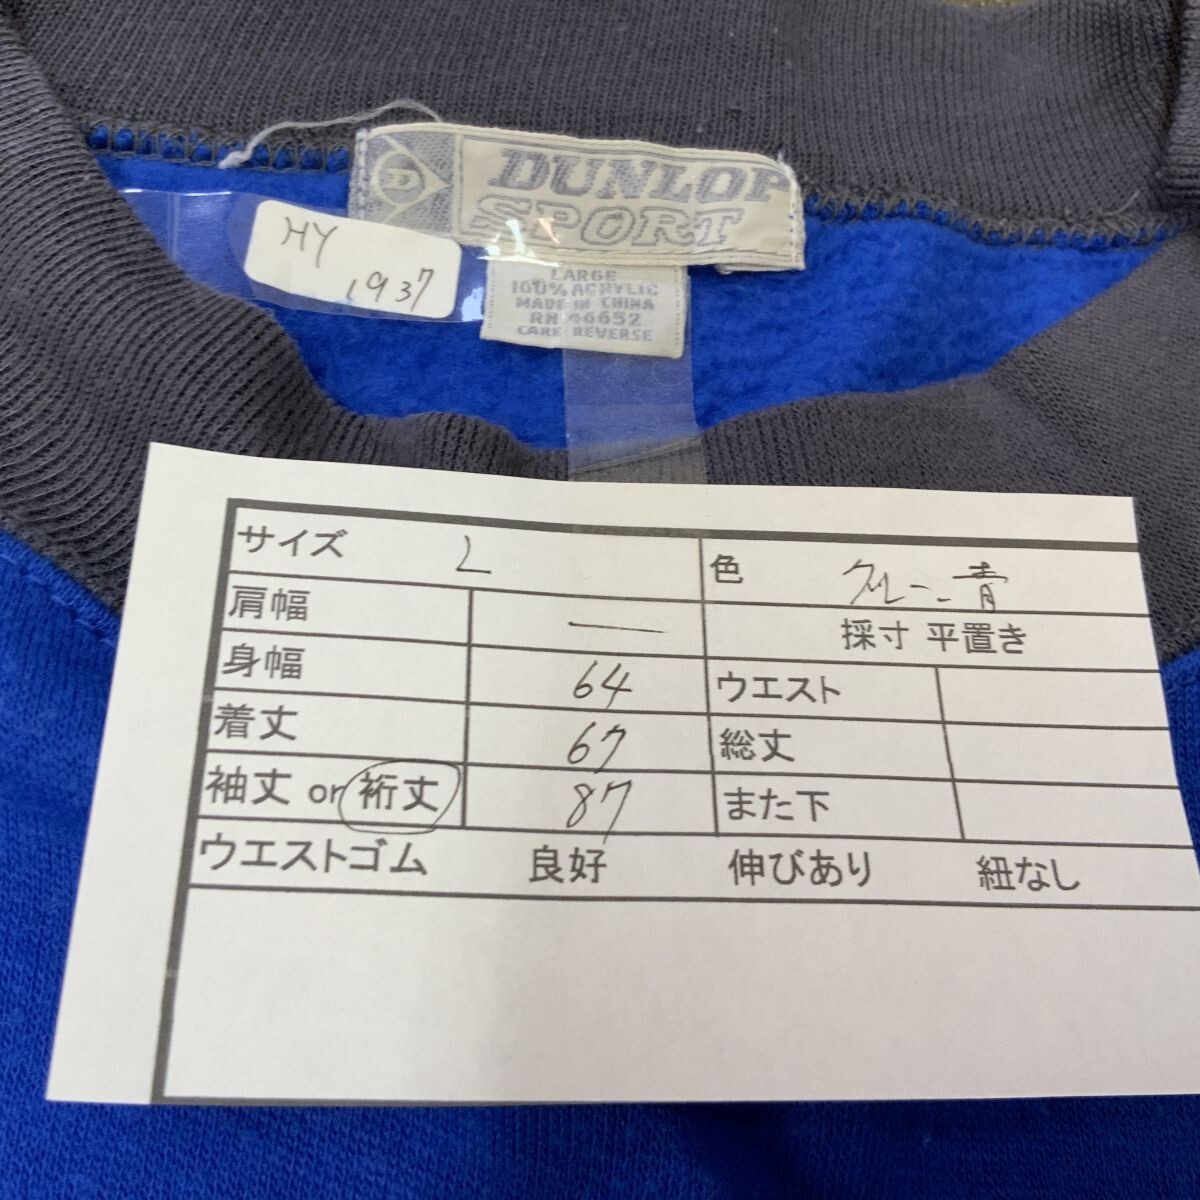 D
DUNLOP
SPORT
HY
1937
LARGE
100% ACRYLIC
MADE IN CHINA
RN 46652
CARE REVERSE
サイズ L 色 グレー、青
肩幅 — 採寸 平置き
身幅 64 ウエスト
着丈 67 総丈
袖丈 or 裄丈 87 また下
ウエストゴム 良好 伸びあり 紐なし